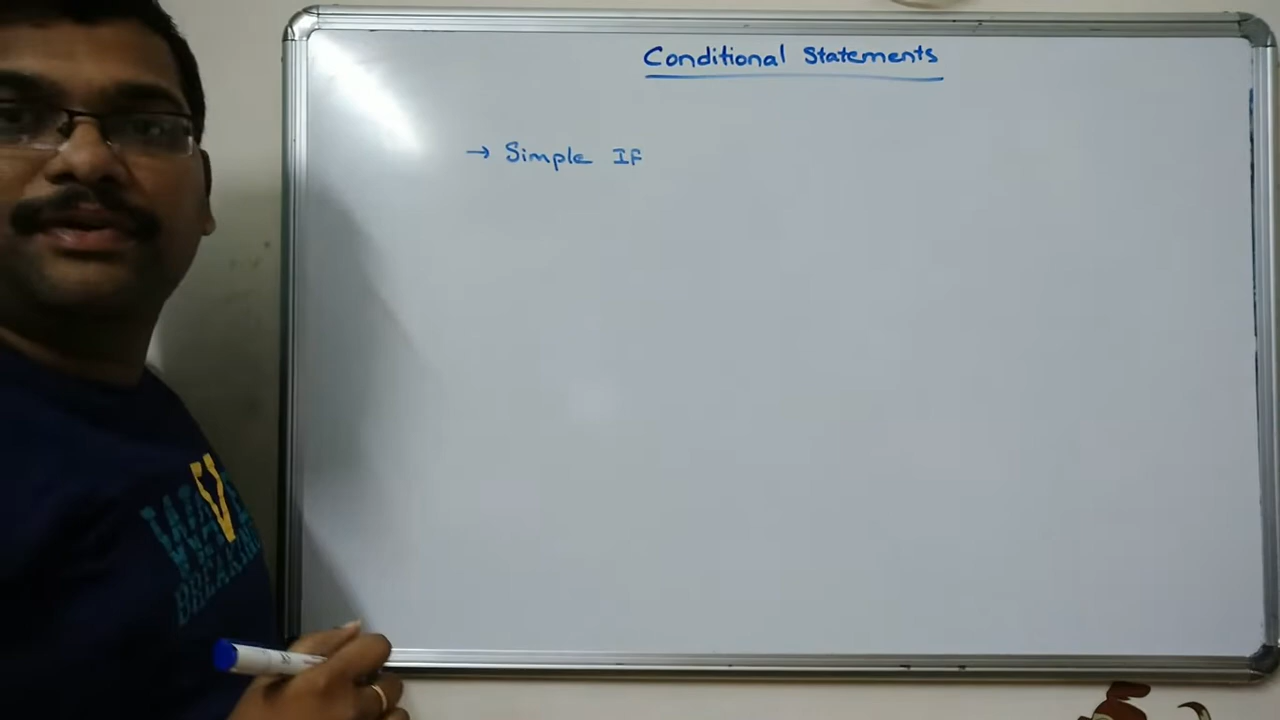 Conditional Statements
→ Simple IF